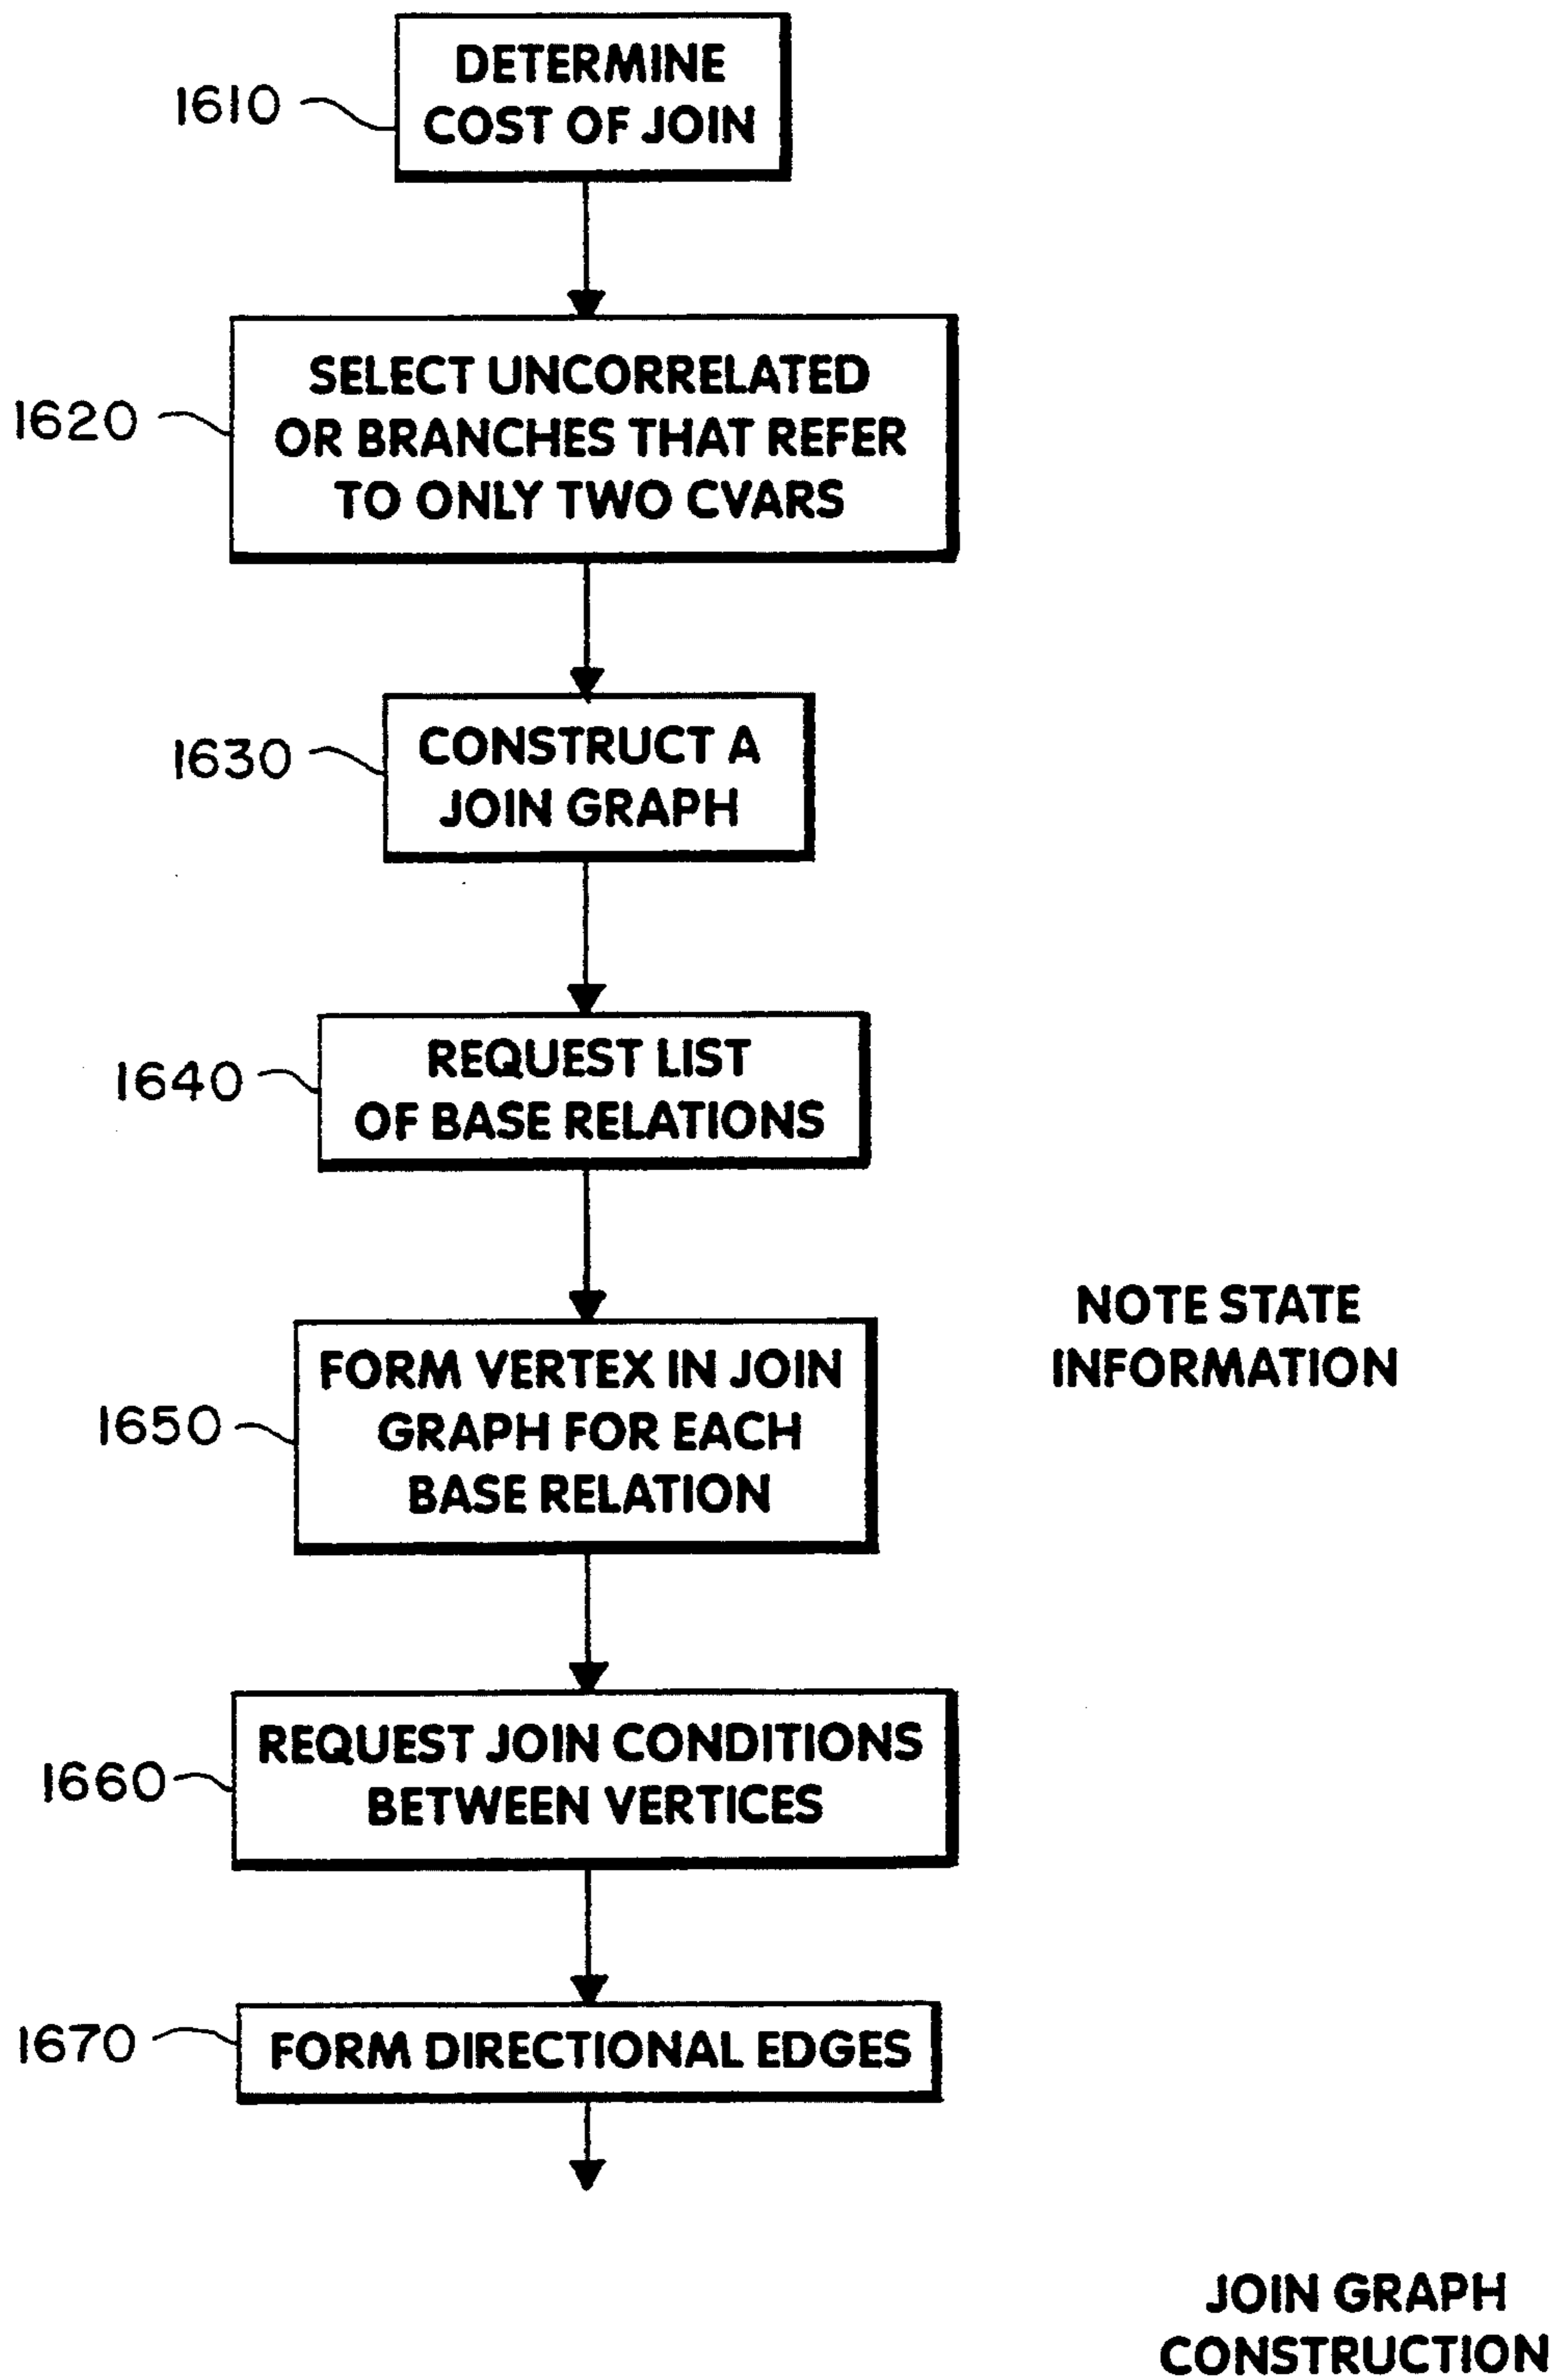 DETERMINE
COST OF JOIN
1610
SELECT UNCORRELATED
OR BRANCHES THAT REFER
TO ONLY TWO CVARS
1620
CONSTRUCT A
JOIN GRAPH
1630
REQUEST LIST
OF BASE RELATIONS
1640
NOTE STATE
INFORMATION
FORM VERTEX IN JOIN
GRAPH FOR EACH
BASE RELATION
1650
REQUEST JOIN CONDITIONS
BETWEEN VERTICES
1660
FORM DIRECTIONAL EDGES
1670
JOIN GRAPH
CONSTRUCTION